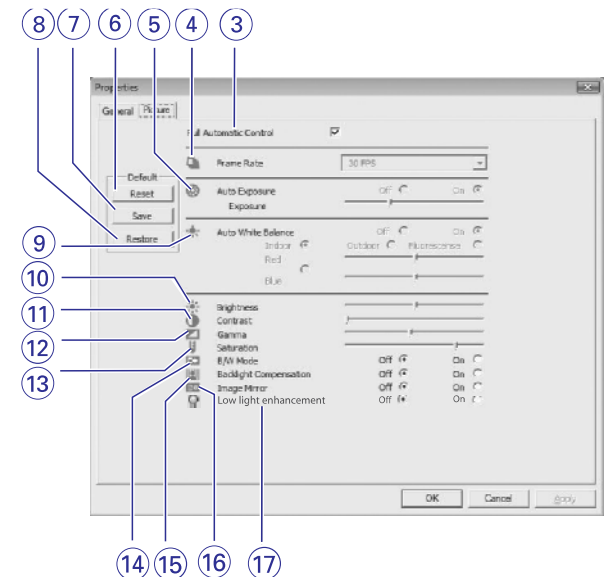 8 7 6 5 4 3
Properties
General Picture
Full Automatic Control
Frame Rate 30 FPS
Default
Reset
Save
Restore
Auto Exposure Off On
Exposure
Auto White Balance Off On
Indoor Outdoor Fluorescense
Red
Blue
9
10
11
12
13
Brightness
Contrast
Gamma
Saturation
B/W Mode Off On
Backlight Compensation Off On
Image Mirror Off On
Low light enhancement Off On
OK Cancel Apply
14 15 16 17